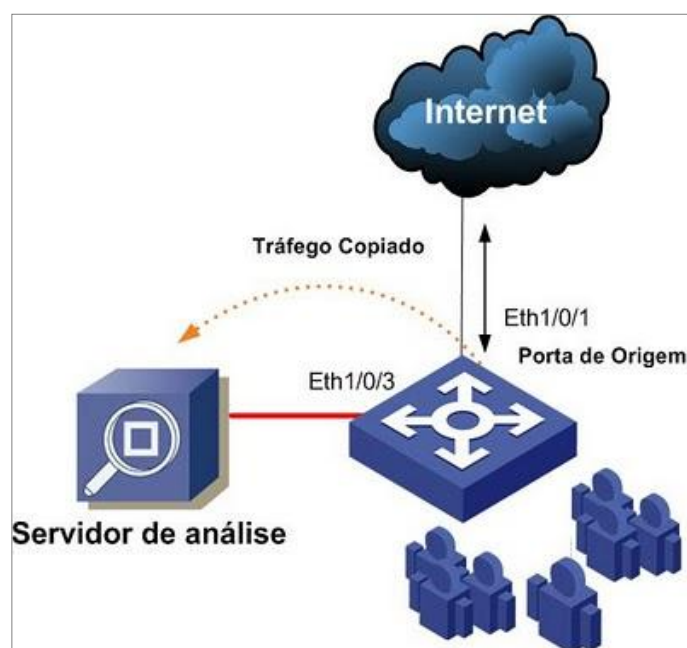 Internet
Tráfego Copiado
Eth1/0/1
Porta de Origem
Eth1/0/3
Servidor de análise